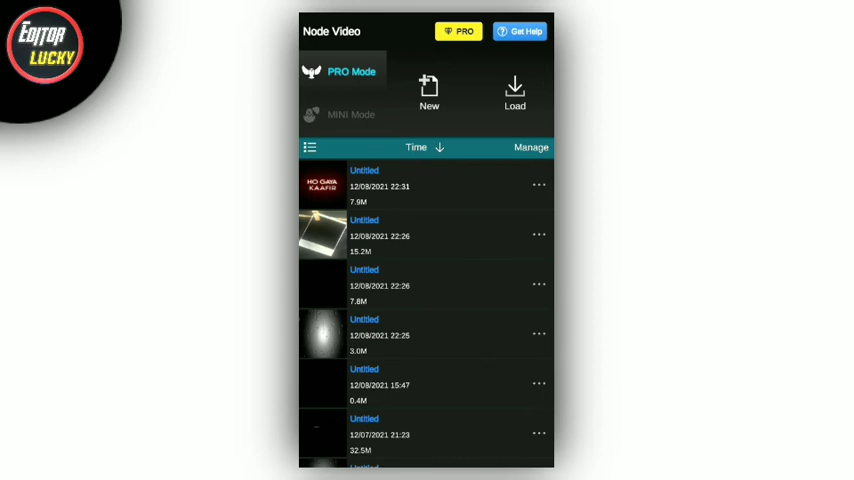 EDITOR
LUCKY
Node Video
PRO
? Get Help
PRO Mode
MINI Mode
New
Load
Time
Manage
HO GAYA
KAAFIR
Untitled
12/08/2021 22:31
7.9M
Untitled
12/08/2021 22:26
15.2M
Untitled
12/08/2021 22:26
7.8M
Untitled
12/08/2021 22:25
3.0M
Untitled
12/08/2021 15:47
0.4M
Untitled
12/07/2021 21:23
32.5M
Untitled